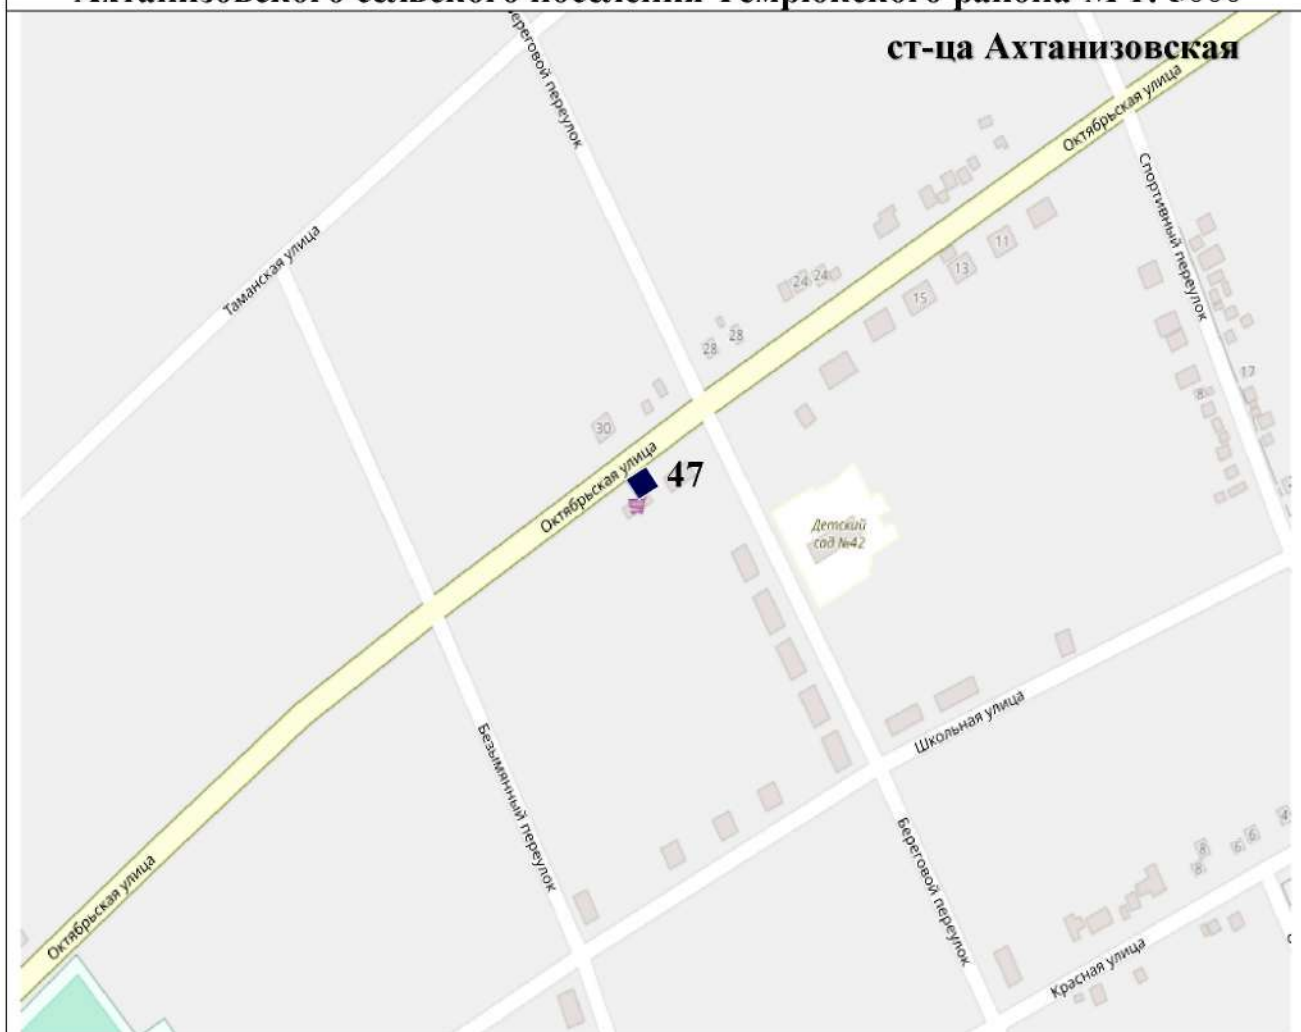 Ахтанизовского сельского поселения Темрюкского района М 1: 5000
ст-ца Ахтанизовская
Береговой переулок
Октябрьская улица
Спортивный переулок
Таманская улица
11
13
15
24
24
28
28
30
17
8
Октябрьская улица
47
Детский
сад №42
Школьная улица
Безымянный переулок
Береговой переулок
Октябрьская улица
8
8
6
6
4
Красная улица